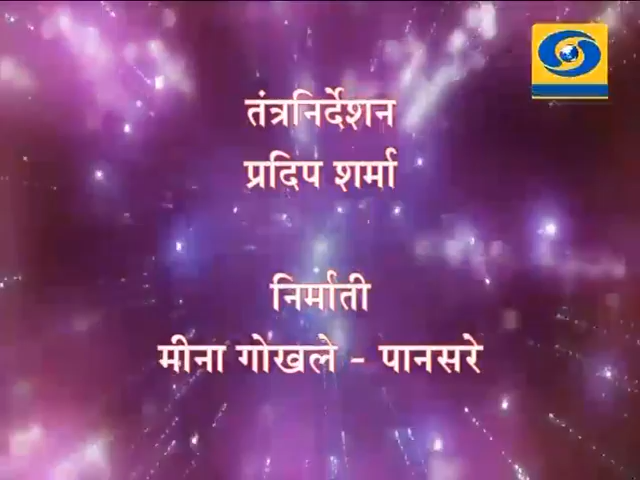 तंत्रनिर्देशन
प्रदिप शर्मा
निर्माती
मीना गोखले - पानसरे